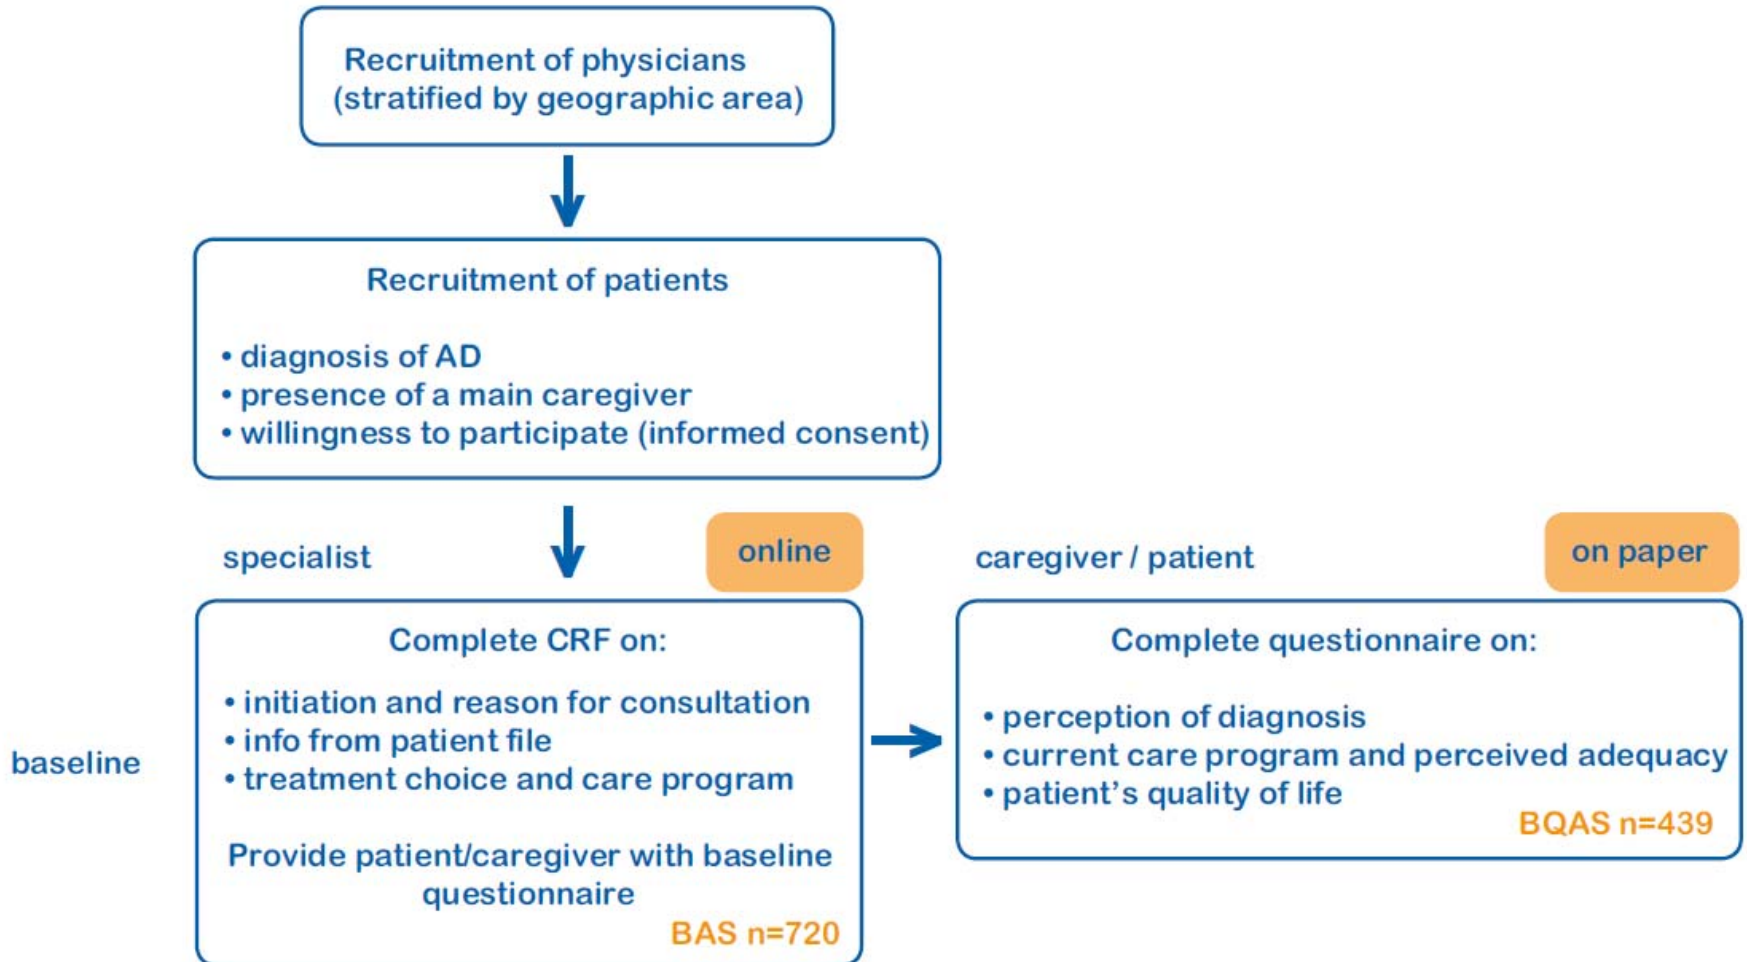 Recruitment of physicians
(stratified by geographic area)
Recruitment of patients
• diagnosis of AD
• presence of a main caregiver
• willingness to participate (informed consent)
specialist
online
caregiver / patient
on paper
baseline
Complete CRF on:
• initiation and reason for consultation
• info from patient file
• treatment choice and care program
Provide patient/caregiver with baseline
questionnaire
BAS n=720
Complete questionnaire on:
• perception of diagnosis
• current care program and perceived adequacy
• patient’s quality of life
BQAS n=439